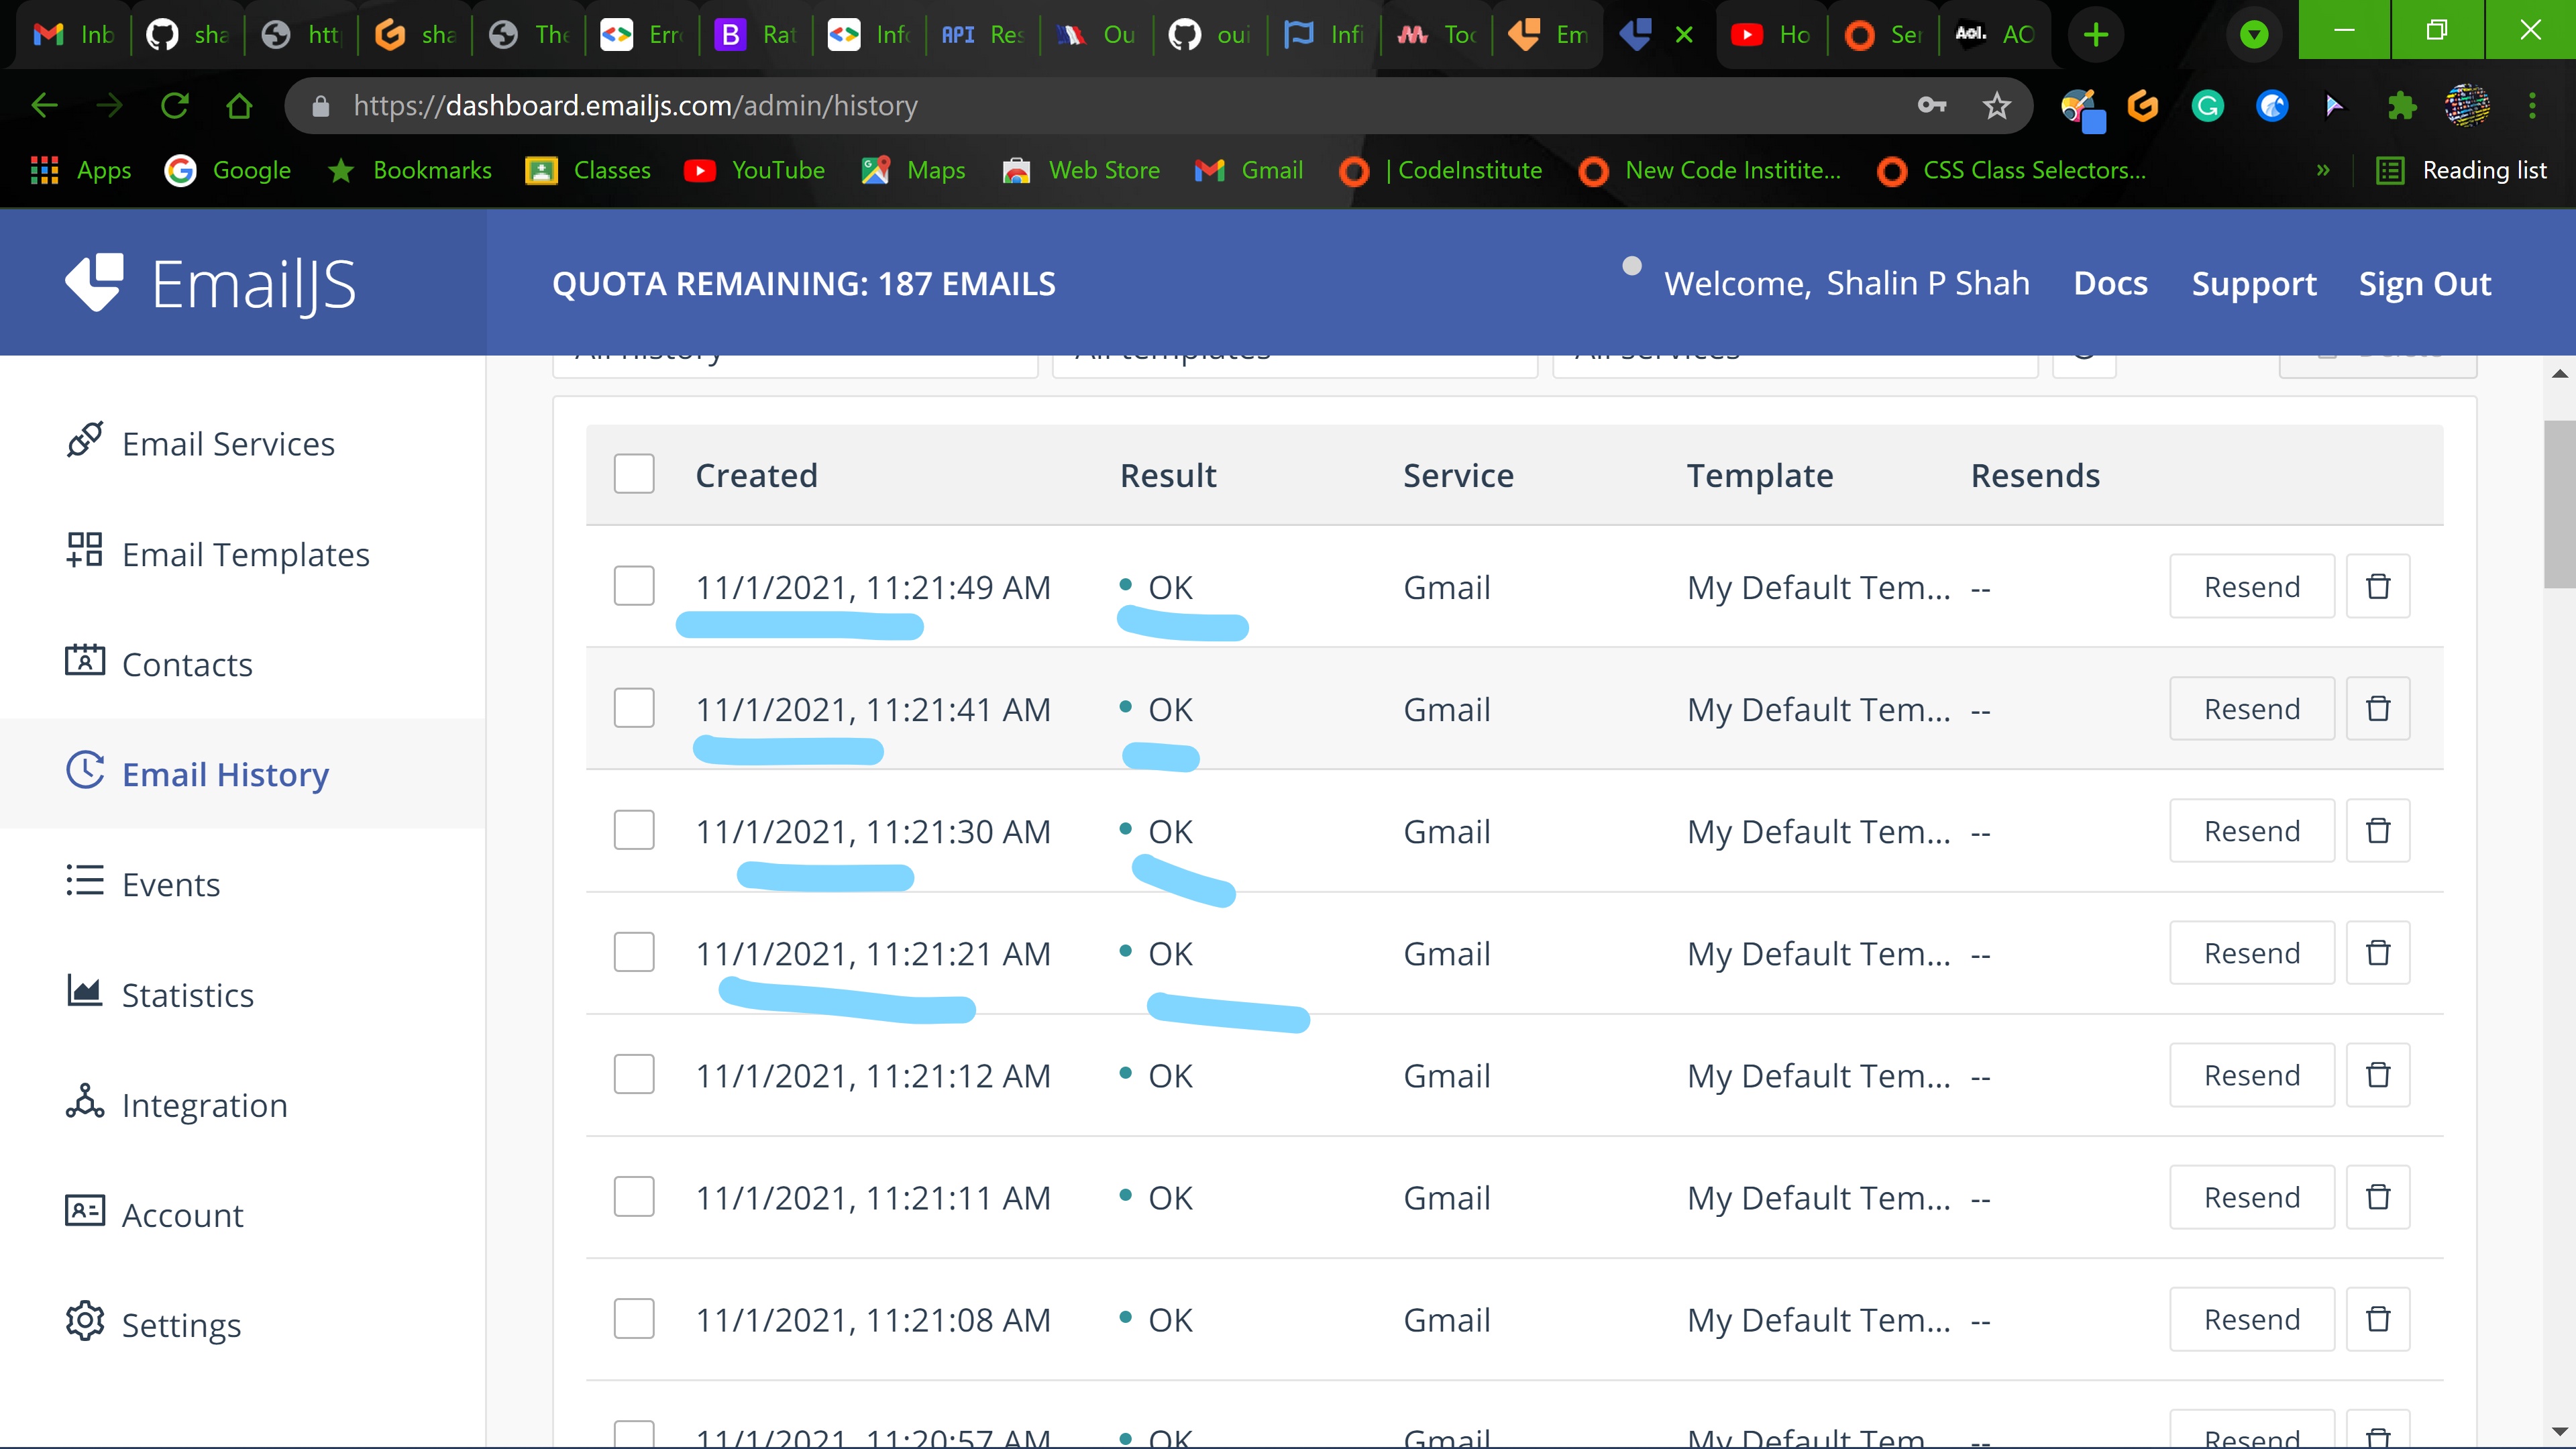 Inb sha htt sha The Err Rat Info API Res Ou oui Infi Too Em Ho Ser Aol. AO
https://dashboard.emailjs.com/admin/history
Apps Google Bookmarks Classes YouTube Maps Web Store Gmail | CodeInstitute New Code Institite... CSS Class Selectors... » Reading list
EmailJS QUOTA REMAINING: 187 EMAILS Welcome, Shalin P Shah Docs Support Sign Out
All history All templates All services Delete
Email Services
Email Templates
Contacts
Email History
Events
Statistics
Integration
Account
Settings
Created Result Service Template Resends
11/1/2021, 11:21:49 AM OK Gmail My Default Tem... -- Resend
11/1/2021, 11:21:41 AM OK Gmail My Default Tem... -- Resend
11/1/2021, 11:21:30 AM OK Gmail My Default Tem... -- Resend
11/1/2021, 11:21:21 AM OK Gmail My Default Tem... -- Resend
11/1/2021, 11:21:12 AM OK Gmail My Default Tem... -- Resend
11/1/2021, 11:21:11 AM OK Gmail My Default Tem... -- Resend
11/1/2021, 11:21:08 AM OK Gmail My Default Tem... -- Resend
11/1/2021, 11:20:57 AM OK Gmail My Default Tem... -- Resend